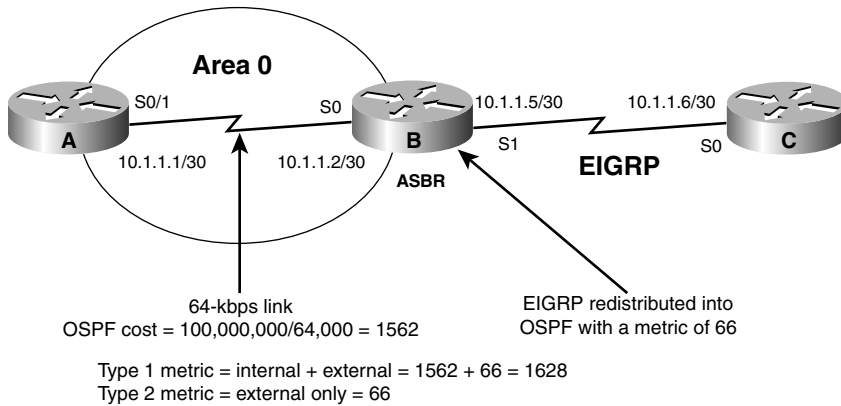 Area 0
S0/1
S0
10.1.1.5/30
10.1.1.6/30
A
B
C
10.1.1.1/30
10.1.1.2/30
S1
EIGRP
S0
ASBR
64-kbps link
OSPF cost = 100,000,000/64,000 = 1562
EIGRP redistributed into
OSPF with a metric of 66
Type 1 metric = internal + external = 1562 + 66 = 1628
Type 2 metric = external only = 66